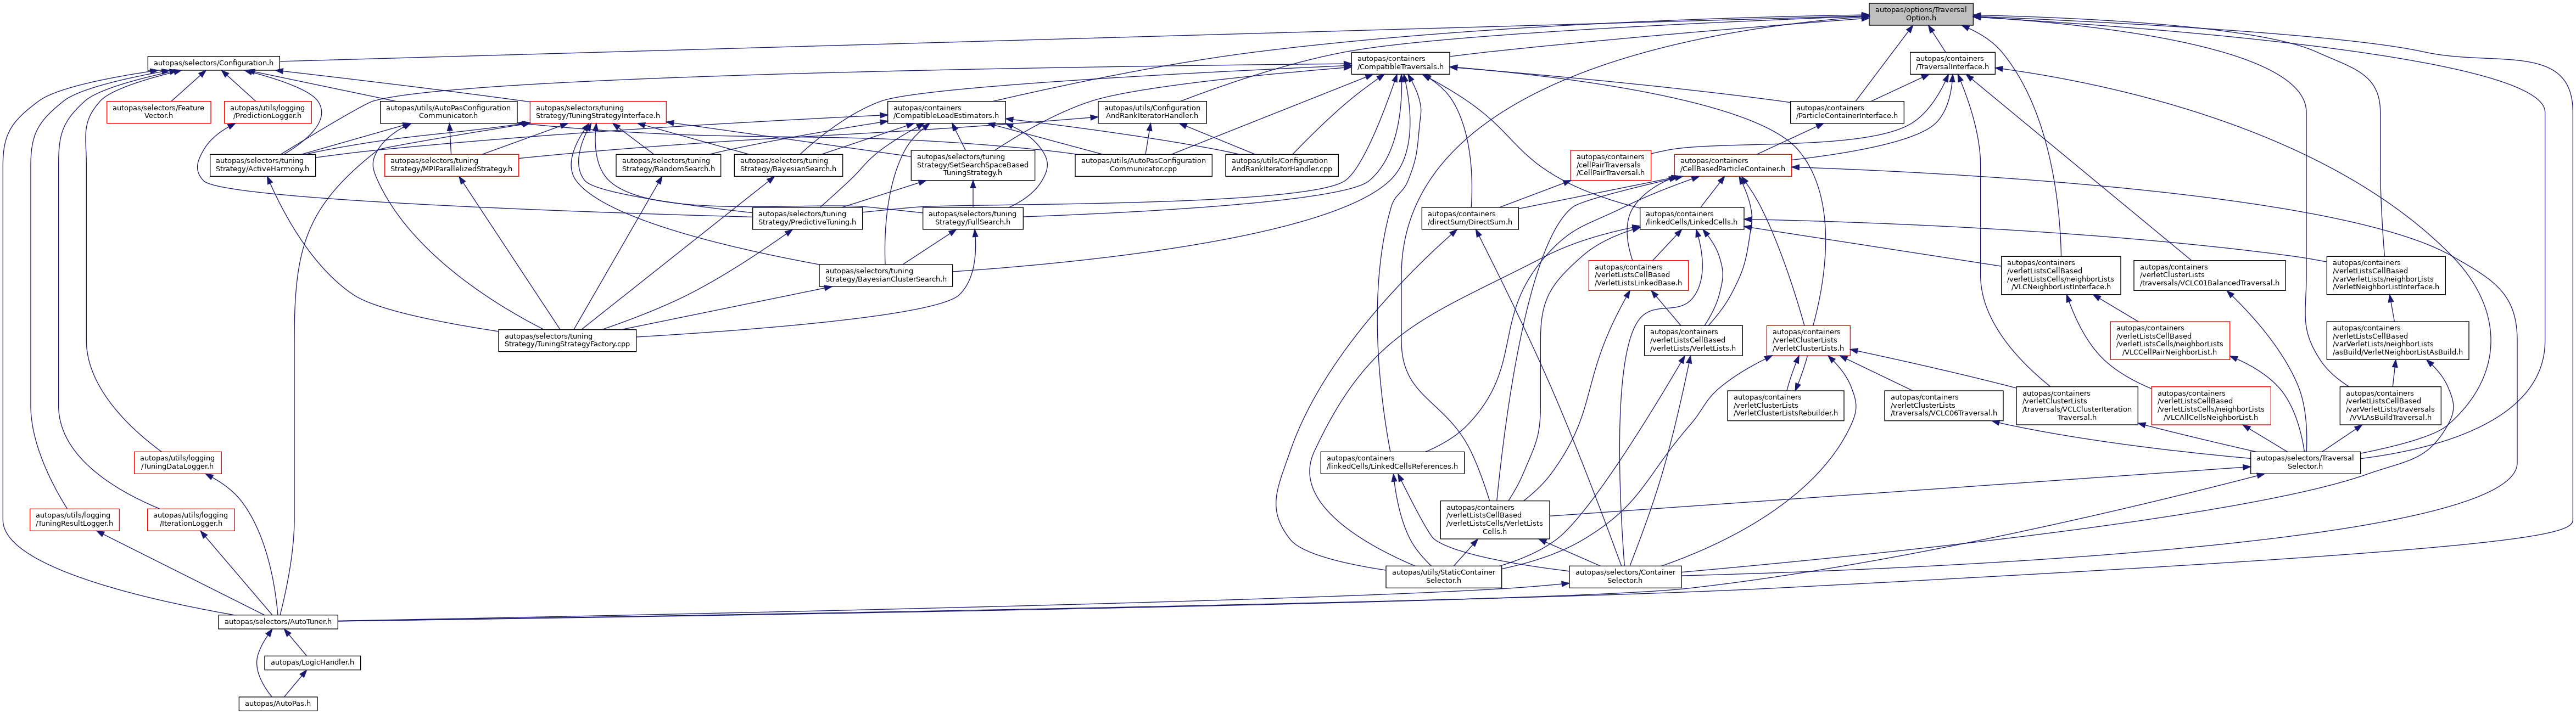 autopas/options/Traversal
Option.h
autopas/selectors/Configuration.h
autopas/containers
/CompatibleTraversals.h
autopas/containers
/TraversalInterface.h
autopas/selectors/Feature
Vector.h
autopas/utils/logging
/PredictionLogger.h
autopas/utils/AutoPasConfiguration
Communicator.h
autopas/selectors/tuning
Strategy/TuningStrategyInterface.h
autopas/containers
/CompatibleLoadEstimators.h
autopas/utils/Configuration
AndRankIteratorHandler.h
autopas/containers
/ParticleContainerInterface.h
autopas/selectors/tuning
Strategy/ActiveHarmony.h
autopas/selectors/tuning
Strategy/MPIParallelizedStrategy.h
autopas/selectors/tuning
Strategy/RandomSearch.h
autopas/selectors/tuning
Strategy/BayesianSearch.h
autopas/selectors/tuning
Strategy/SetSearchSpaceBased
TuningStrategy.h
autopas/utils/AutoPasConfiguration
Communicator.cpp
autopas/utils/Configuration
AndRankIteratorHandler.cpp
autopas/containers
/cellPairTraversals
/CellPairTraversal.h
autopas/containers
/CellBasedParticleContainer.h
autopas/selectors/tuning
Strategy/PredictiveTuning.h
autopas/selectors/tuning
Strategy/FullSearch.h
autopas/containers
/directSum/DirectSum.h
autopas/containers
/linkedCells/LinkedCells.h
autopas/selectors/tuning
Strategy/BayesianClusterSearch.h
autopas/containers
/verletListsCellBased
/VerletListsLinkedBase.h
autopas/containers
/verletListsCellBased
/verletListsCells/neighborLists
/VLCNeighborListInterface.h
autopas/containers
/verletClusterLists
/traversals/VCLC01BalancedTraversal.h
autopas/containers
/verletListsCellBased
/varVerletLists/neighborLists
/VerletNeighborListInterface.h
autopas/selectors/tuning
Strategy/TuningStrategyFactory.cpp
autopas/containers
/verletListsCellBased
/verletLists/VerletLists.h
autopas/containers
/verletClusterLists
/VerletClusterLists.h
autopas/containers
/verletListsCellBased
/verletListsCells/neighborLists
/VLCCellPairNeighborList.h
autopas/containers
/verletListsCellBased
/varVerletLists/neighborLists
/asBuild/VerletNeighborListAsBuild.h
autopas/containers
/verletClusterLists
/VerletClusterListsRebuilder.h
autopas/containers
/verletClusterLists
/traversals/VCLC06Traversal.h
autopas/containers
/verletClusterLists
/traversals/VCLClusterIteration
Traversal.h
autopas/containers
/verletListsCellBased
/verletListsCells/neighborLists
/VLCAllCellsNeighborList.h
autopas/containers
/verletListsCellBased
/varVerletLists/traversals
/VVLAsBuildTraversal.h
autopas/utils/logging
/TuningDataLogger.h
autopas/containers
/linkedCells/LinkedCellsReferences.h
autopas/selectors/Traversal
Selector.h
autopas/utils/logging
/TuningResultLogger.h
autopas/utils/logging
/IterationLogger.h
autopas/containers
/verletListsCellBased
/verletListsCells/VerletLists
Cells.h
autopas/utils/StaticContainer
Selector.h
autopas/selectors/Container
Selector.h
autopas/selectors/AutoTuner.h
autopas/LogicHandler.h
autopas/AutoPas.h